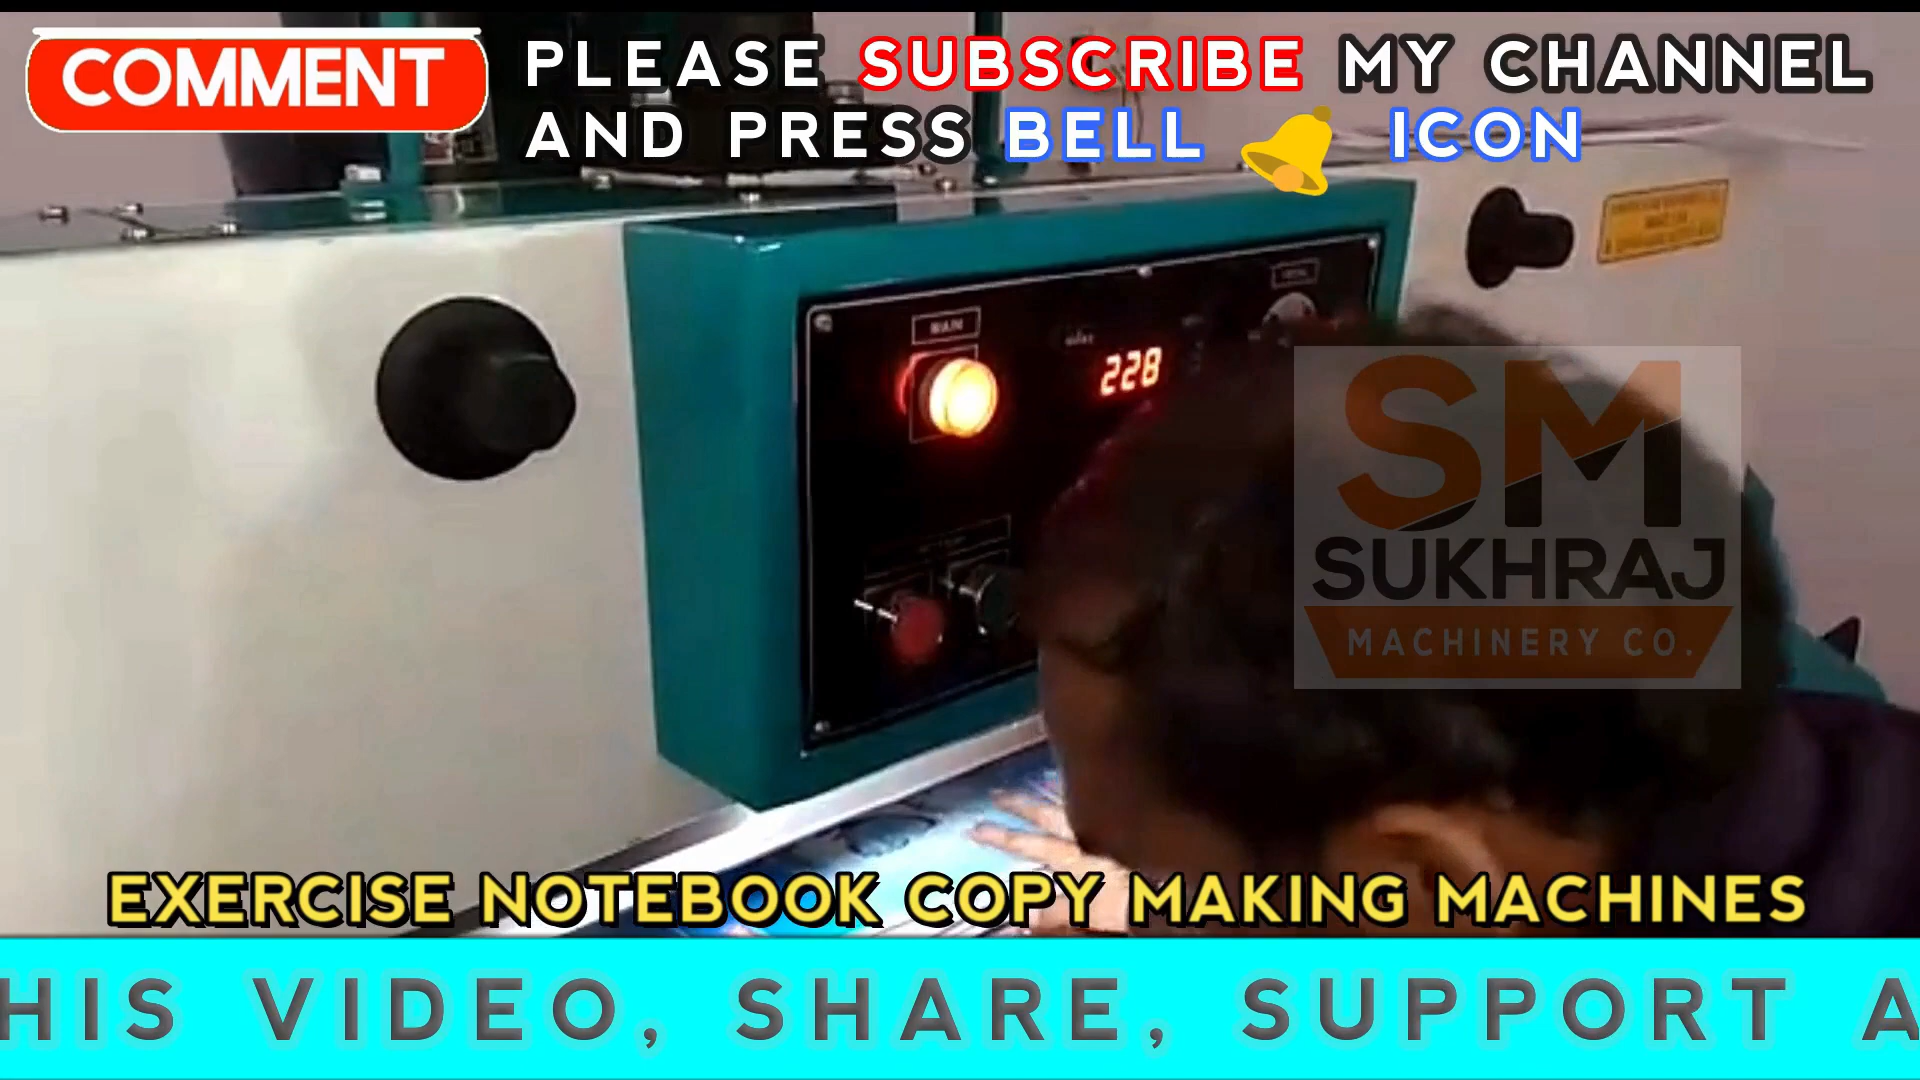 COMMENT
PLEASE SUBSCRIBE MY CHANNEL
AND PRESS BELL 🔔 ICON
MAIN
228
SM
SUKHRAJ
MACHINERY CO.
EXERCISE NOTEBOOK COPY MAKING MACHINES
HIS VIDEO, SHARE, SUPPORT A